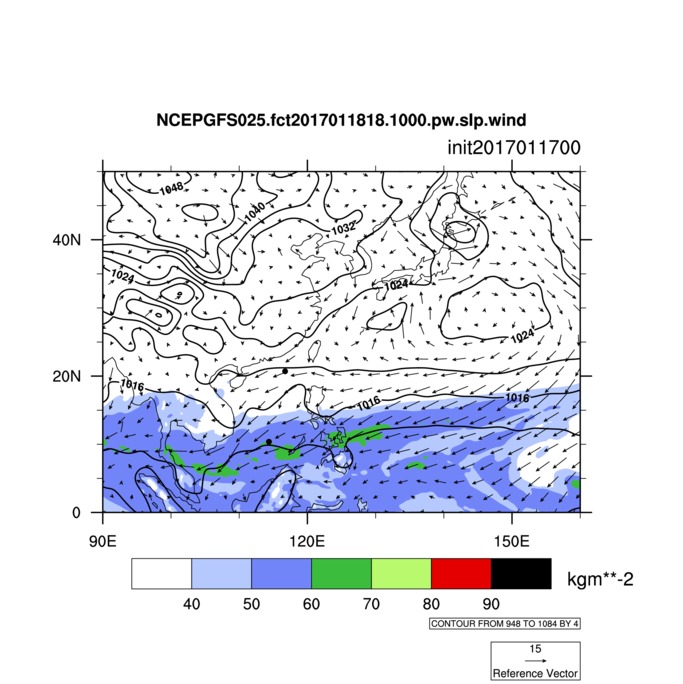 NCEPGFS025.fct2017011818.1000.pw.slp.wind
init2017011700
1048
1040
1032
1024
1024
1024
1016
1016
1016
40N
20N
0
90E 120E 150E
40 50 60 70 80 90
kgm**-2
CONTOUR FROM 948 TO 1084 BY 4
15
Reference Vector